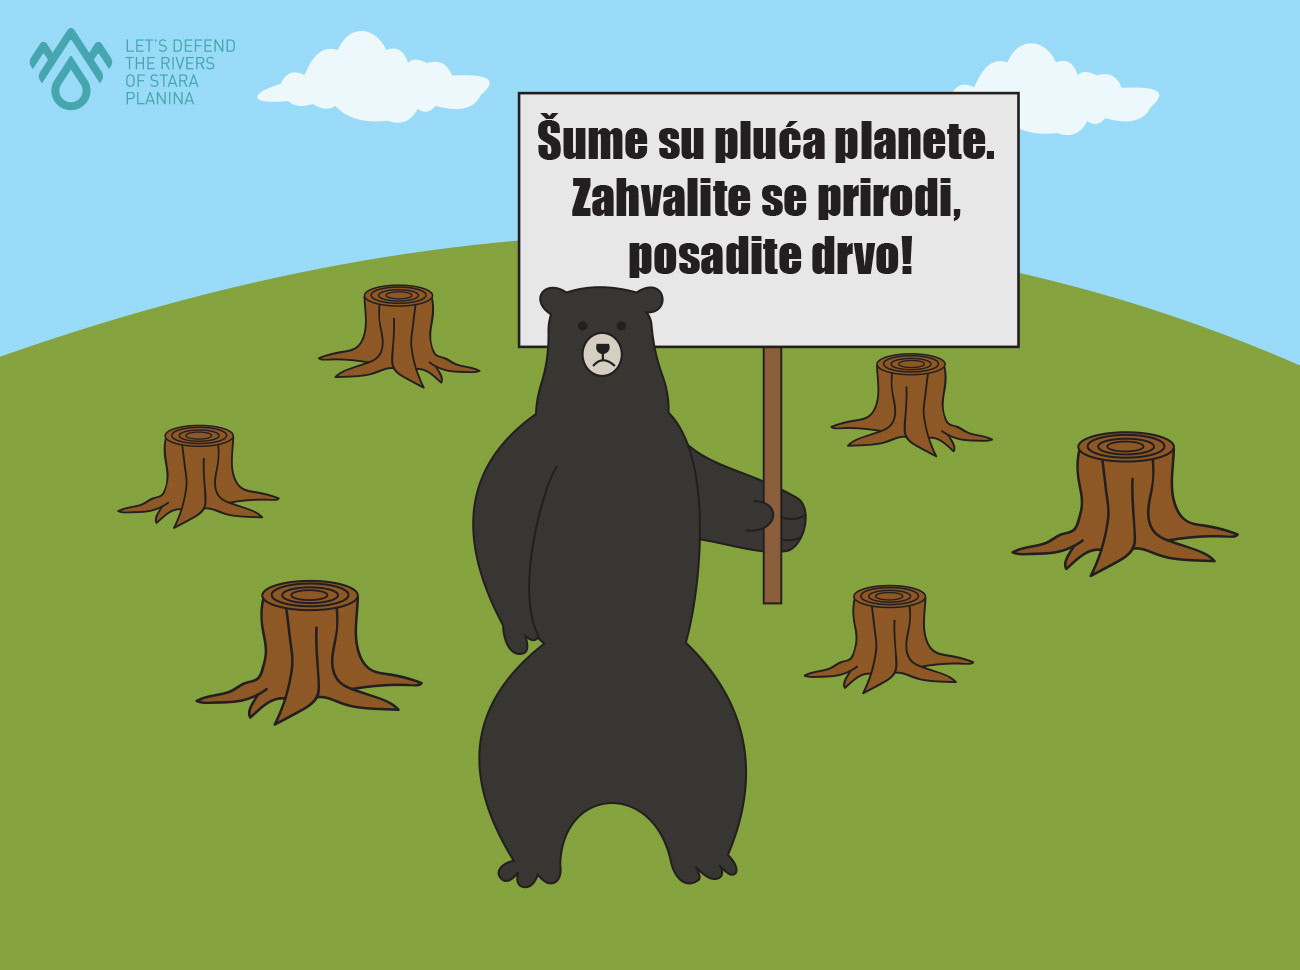 LET'S DEFEND
THE RIVERS
OF STARA
PLANINA
Šume su pluća planete.
Zahvalite se prirodi,
posadite drvo!